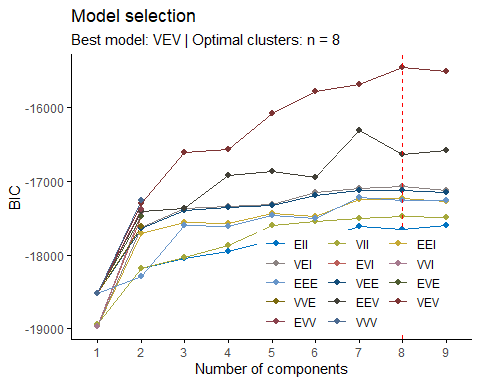 Model selection
Best model: VEV | Optimal clusters: n = 8
BIC
-16000
-17000
-18000
-19000
EII VII EEI
VEI EVI VVI
EEE VEE EVE
VVE EEV VEV
EVV VVV
1 2 3 4 5 6 7 8 9
Number of components